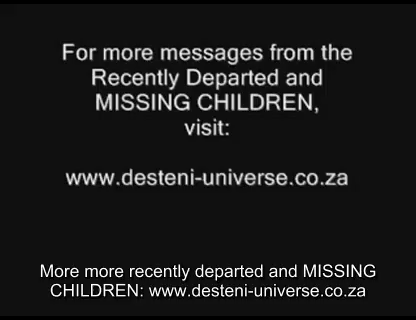 For more messages from the
Recently Departed and
MISSING CHILDREN,
visit:
www.desteni-universe.co.za
More more recently departed and MISSING
CHILDREN: www.desteni-universe.co.za